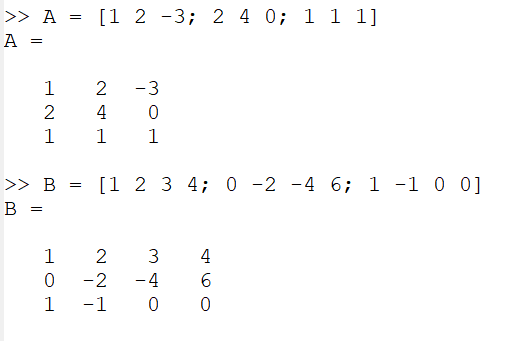 >> A = [1 2 -3; 2 4 0; 1 1 1]
A =
1 2 -3
2 4 0
1 1 1
>> B = [1 2 3 4; 0 -2 -4 6; 1 -1 0 0]
B =
1 2 3 4
0 -2 -4 6
1 -1 0 0